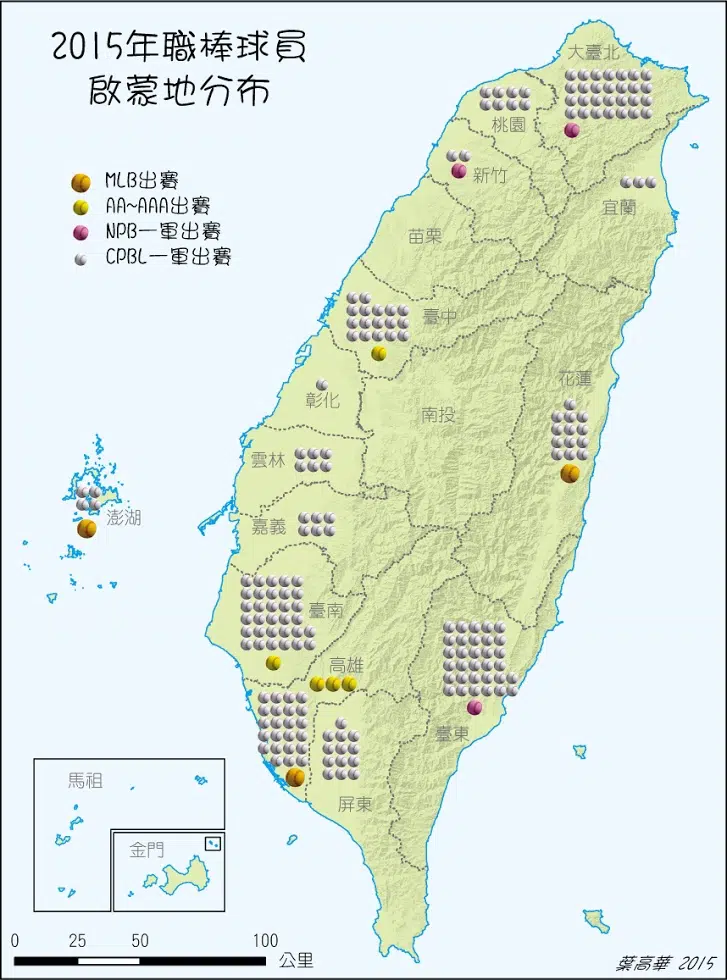 2015年職棒球員
啟蒙地分布
MLB出賽
AA~AAA出賽
NPB一軍出賽
CPBL一軍出賽
大臺北
桃園
新竹
宜蘭
苗栗
臺中
花蓮
彰化
南投
雲林
澎湖
嘉義
臺南
高雄
臺東
屏東
馬祖
金門
0 25 50 100
公里
葉高華 2015